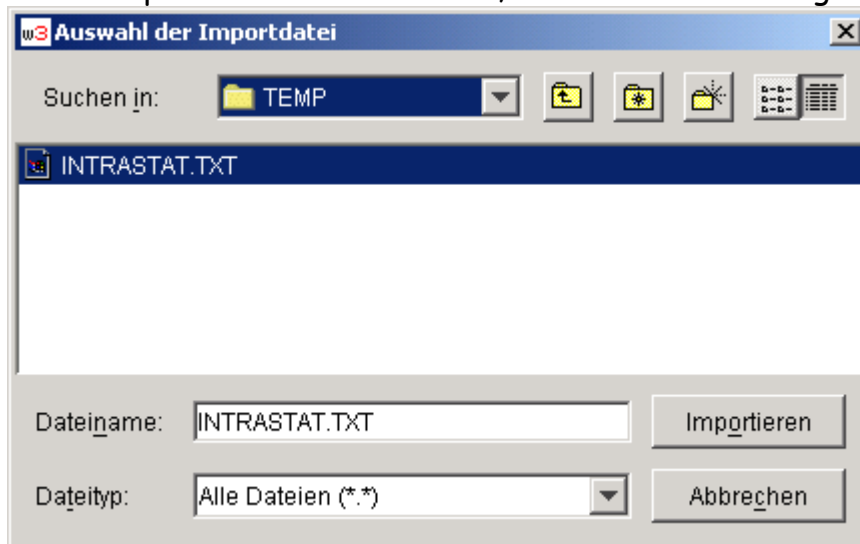 w3 Auswahl der Importdatei
Suchen in: TEMP
INTRASTAT.TXT
Dateiname: INTRASTAT.TXT Importieren
Dateityp: Alle Dateien (*.*) Abbrechen